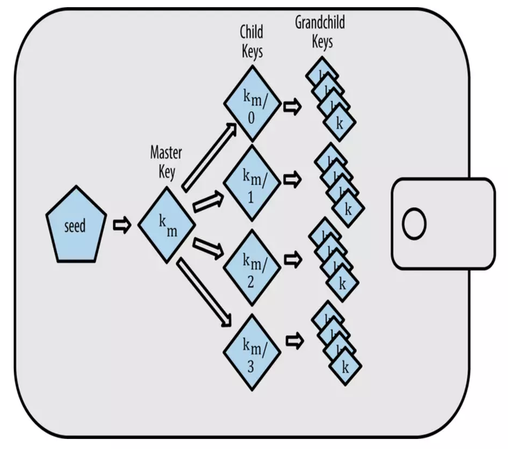 Child
Keys
Grandchild
Keys
Master
Key
seed
k m
k m/
0
k m/
1
k m/
2
k m/
3
k
k
k
k